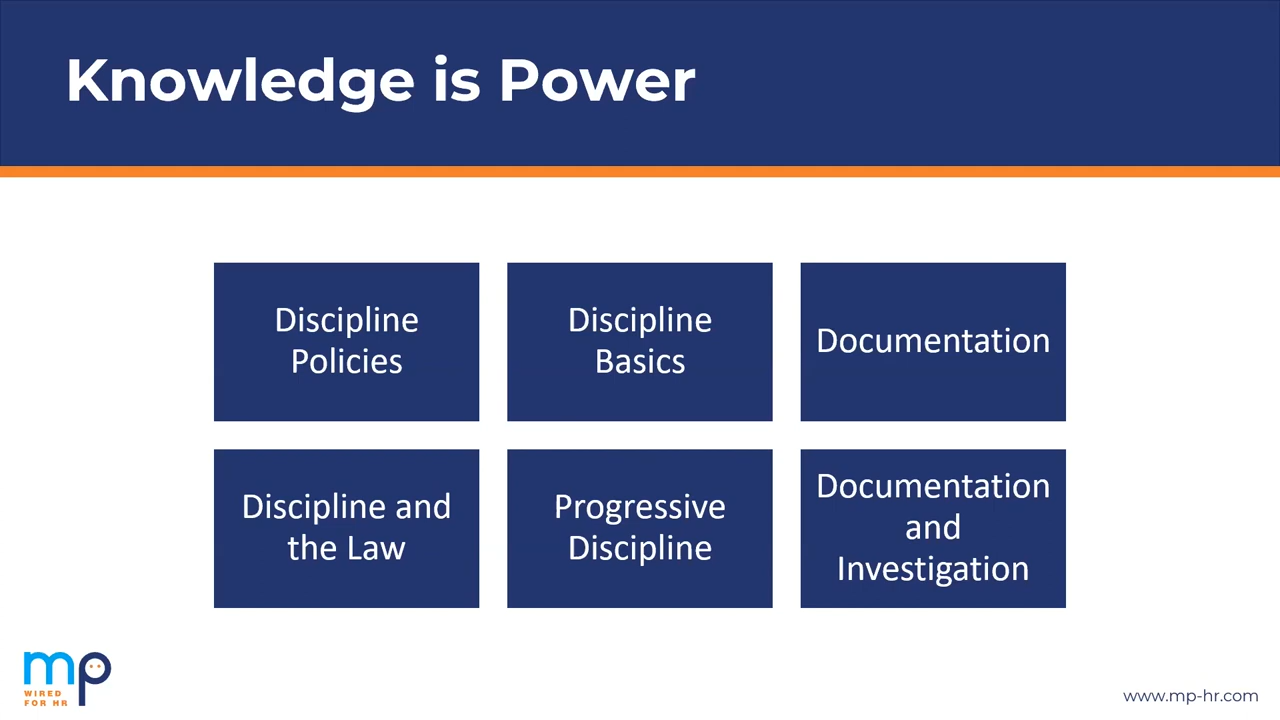 Knowledge is Power
Discipline
Policies
Discipline
Basics
Documentation
Discipline and
the Law
Progressive
Discipline
Documentation
and
Investigation
mp
WIRED
FOR HR
www.mp-hr.com